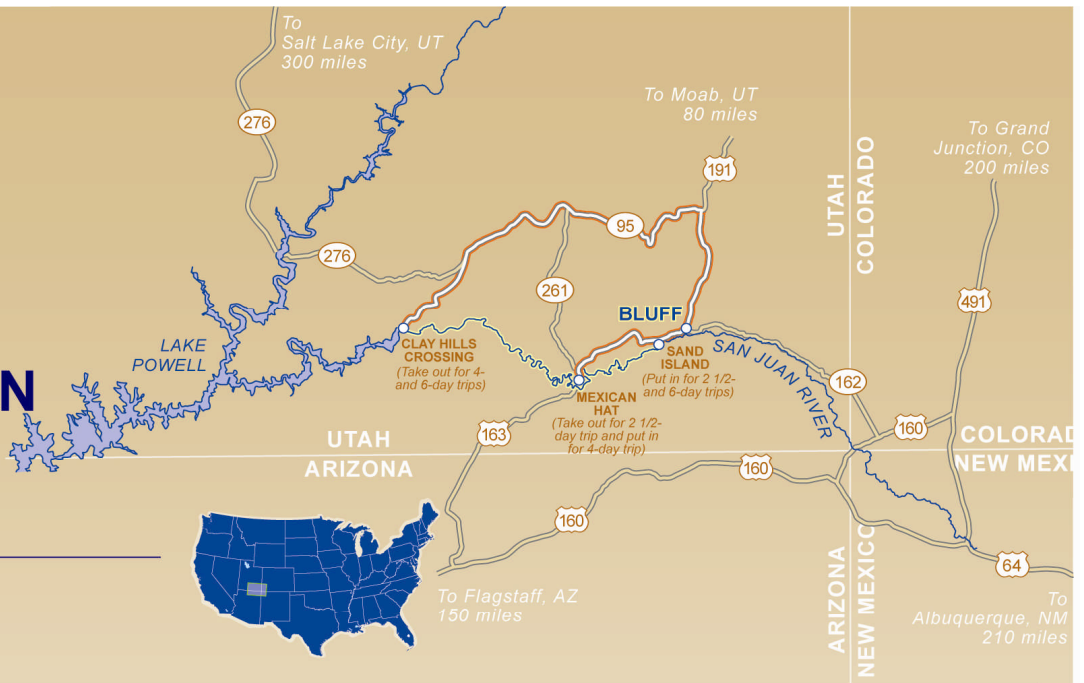 To
Salt Lake City, UT
300 miles
276
To Moab, UT
80 miles
191
To Grand
Junction, CO
200 miles
UTAH
COLORADO
95
276
261
491
BLUFF
LAKE
POWELL
CLAY HILLS
CROSSING
(Take out for 4-
and 6-day trips)
SAND
ISLAND
(Put in for 2 1/2-
and 6-day trips)
SAN JUAN RIVER
162
N
MEXICAN
HAT
(Take out for 2 1/2-
day trip and put in
for 4-day trip)
163
160
UTAH
ARIZONA
COLORAD
NEW MEXI
160
160
ARIZONA
NEW MEXICO
64
To Flagstaff, AZ
150 miles
To
Albuquerque, NM
210 miles